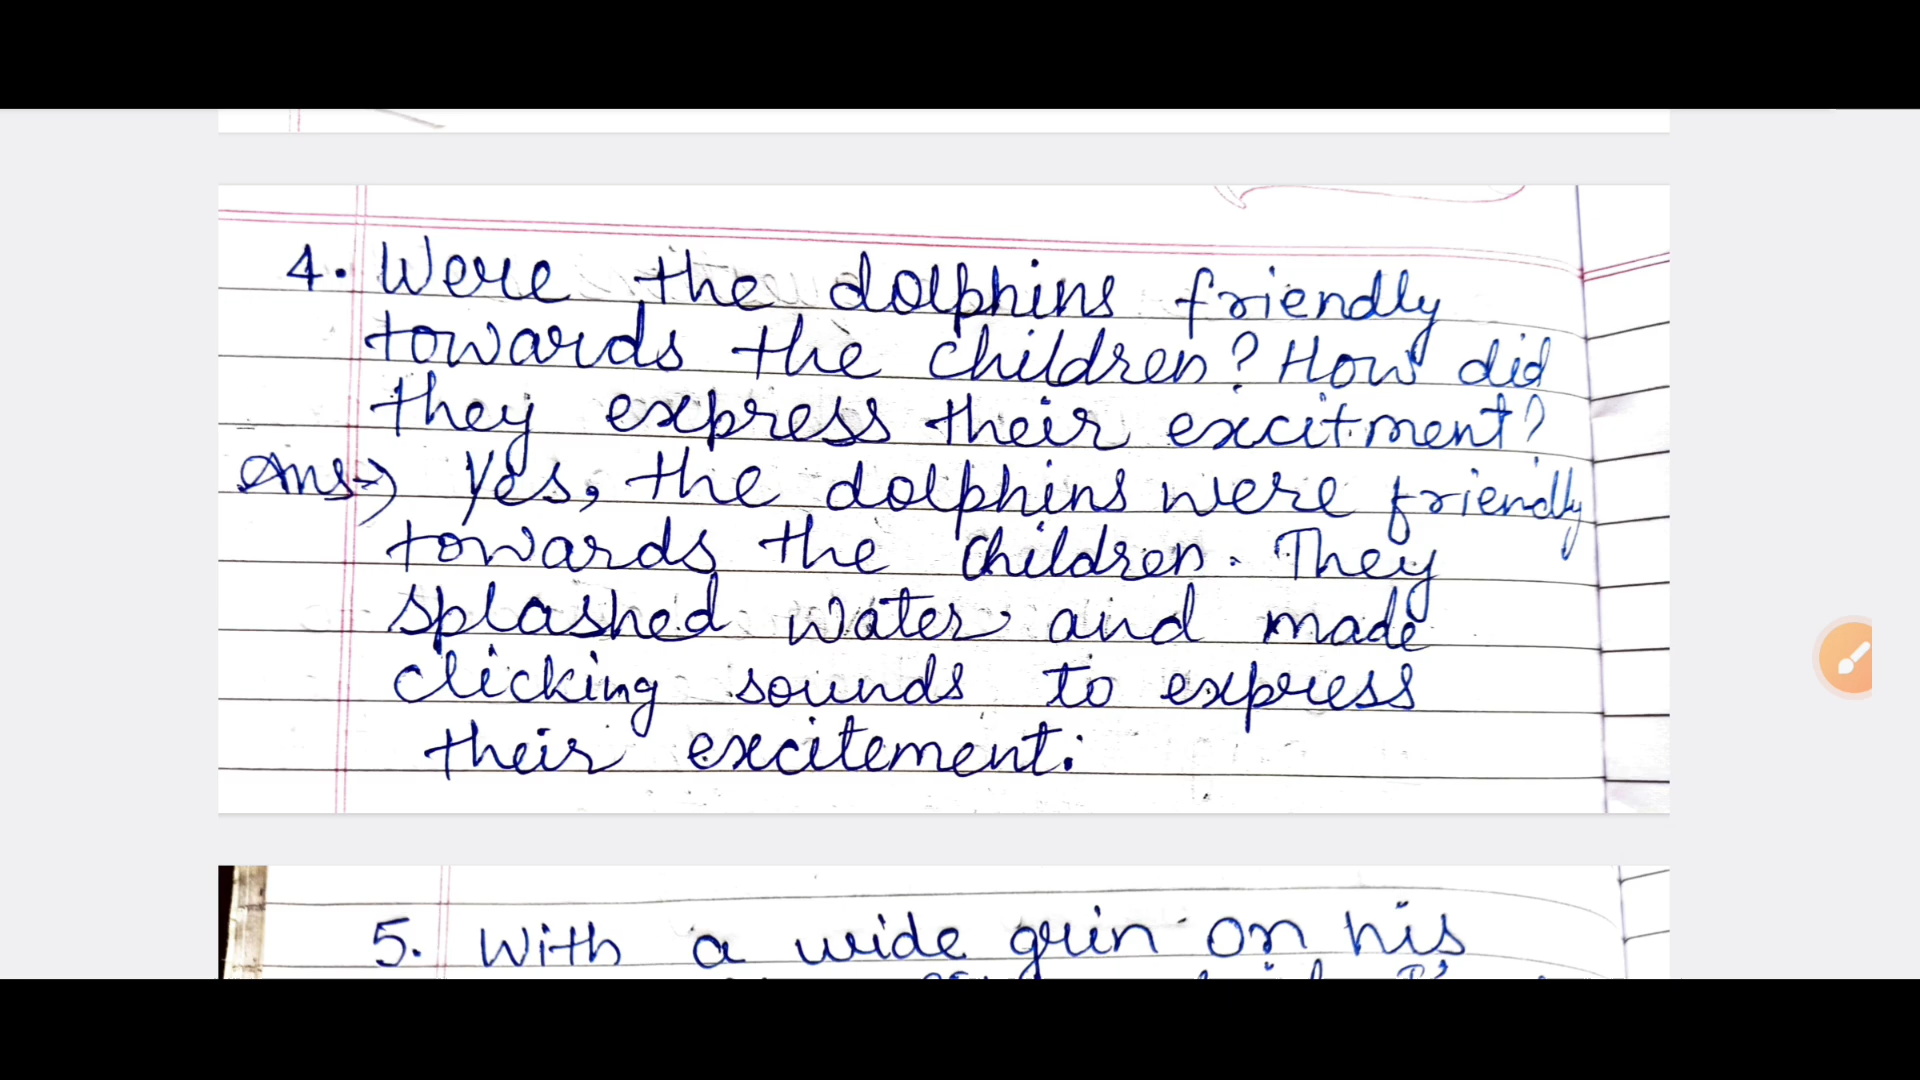 4. Were the dolphins friendly
towards the children? How did
they express their excitment?
Ans→) Yes, the dolphins were friendly
towards the children. They
splashed water and made
clicking sounds to express
their excitement.
5. With a wide grin on his